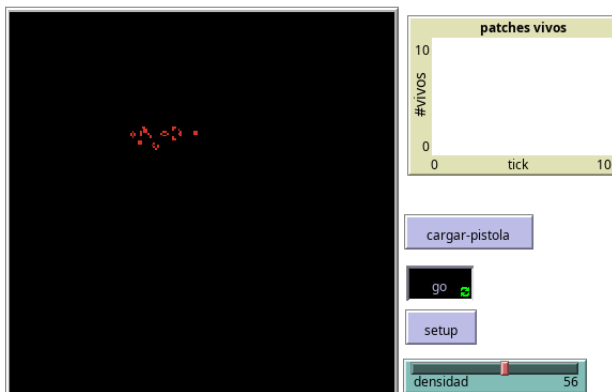 patches vivos
10
#vivos
0
0 tick 10
cargar-pistola
go
setup
densidad 56